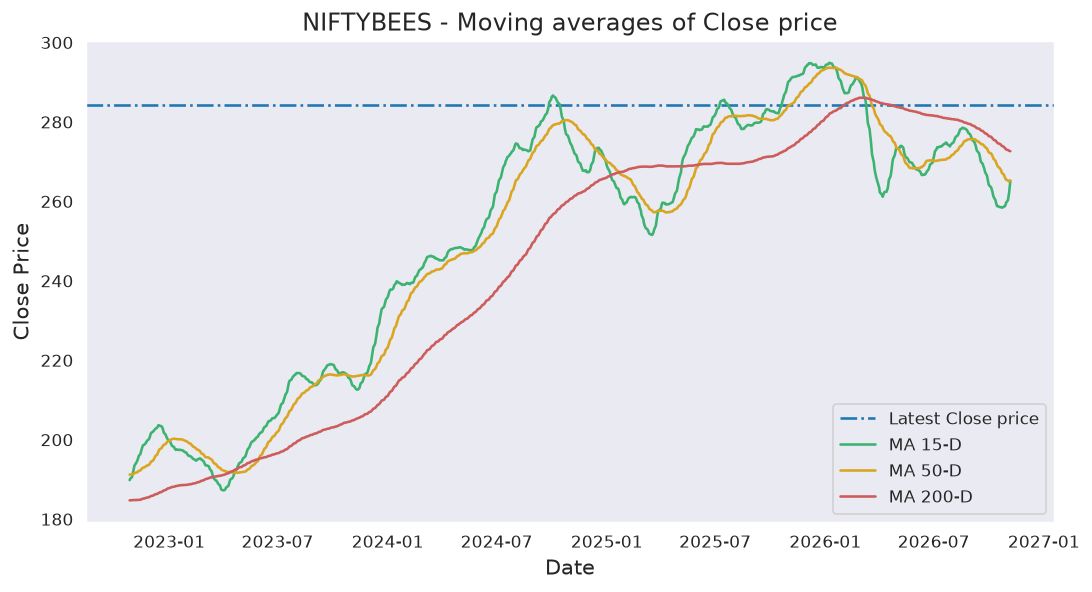 NIFTYBEES - Moving averages of Close price
300
280
260
240
220
200
180
Close Price
2023-01 2023-07 2024-01 2024-07 2025-01 2025-07 2026-01 2026-07 2027-01
Date
Latest Close price
MA 15-D
MA 50-D
MA 200-D